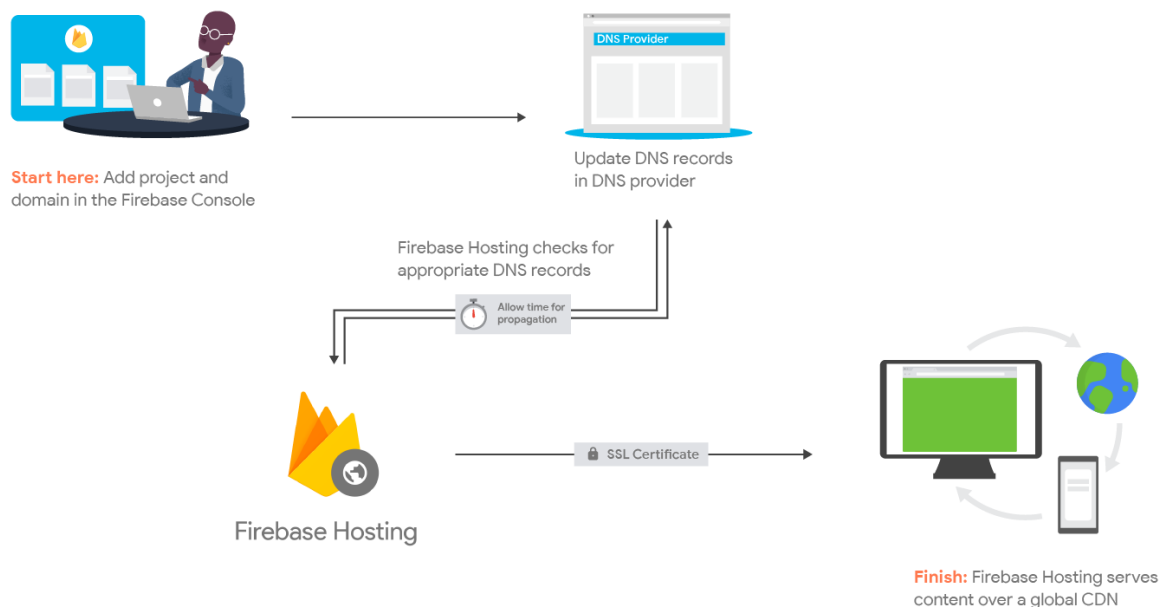 DNS Provider
Update DNS records
in DNS provider
Start here: Add project and
domain in the Firebase Console
Firebase Hosting checks for
appropriate DNS records
Allow time for
propagation
SSL Certificate
Firebase Hosting
Finish: Firebase Hosting serves
content over a global CDN